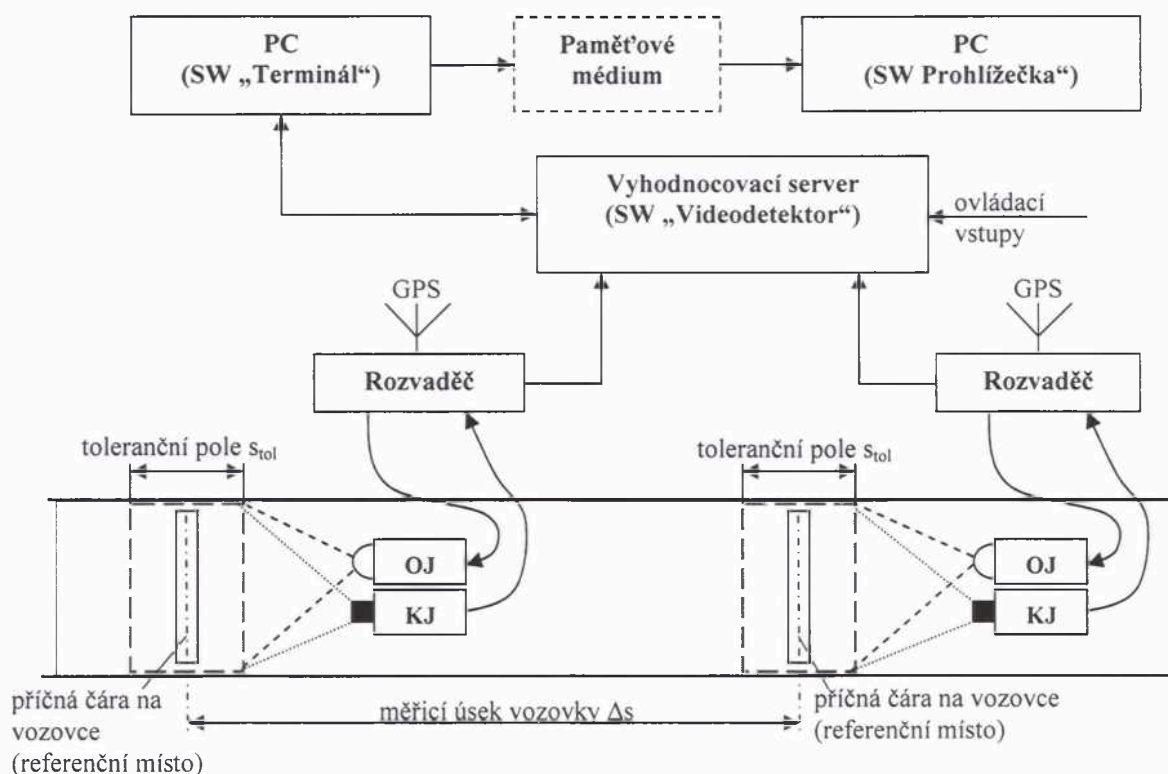 PC
(SW „Terminál“)
Paměťové
médium
PC
(SW Prohlížečka“)
Vyhodnocovací server
(SW „Videodetektor“)
ovládací
vstupy
GPS
GPS
Rozvaděč
Rozvaděč
toleranční pole stol
toleranční pole stol
OJ
KJ
OJ
KJ
příčná čára na
vozovce
(referenční místo)
měřicí úsek vozovky Δs
příčná čára na vozovce
(referenční místo)